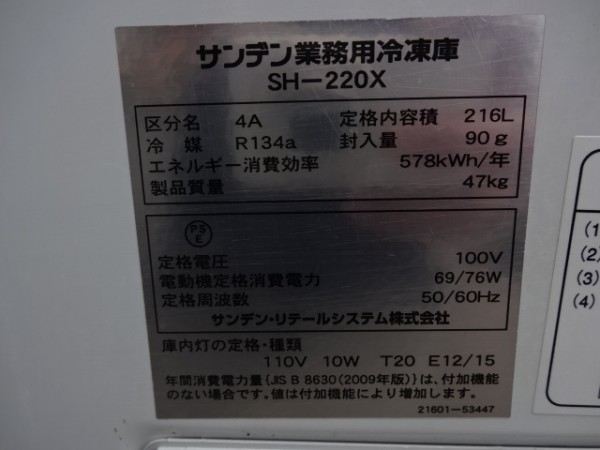 サンデン業務用冷凍庫
SH－220X
区分名 4A 定格内容積 216L
冷媒 R134a 封入量 90g
エネルギー消費効率 578kWh/年
製品質量 47kg
PS
E
定格電圧 100V
電動機定格消費電力 69/76W
定格周波数 50/60Hz
サンデン・リテールシステム株式会社
庫内灯の定格・種類
110V 10W T20 E12/15
年間消費電力量{JIS B 8630(2009年版)}は、付加機能
のない場合です。値は付加機能により増加します。
21601－53447
(1
(2)
(3)
(4)